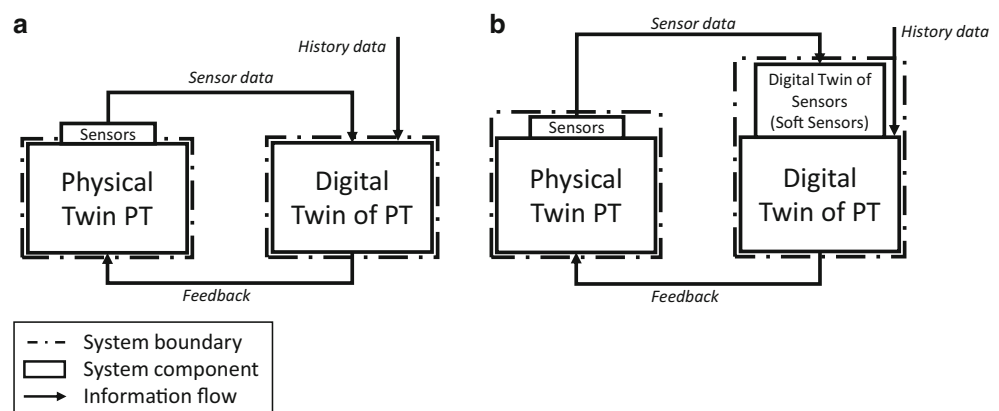 a
History data
Sensor data
Sensors
Physical
Twin PT
Digital
Twin of PT
Feedback
System boundary
System component
Information flow
b
Sensor data
History data
Digital Twin of
Sensors
(Soft Sensors)
Sensors
Physical
Twin PT
Digital
Twin of PT
Feedback